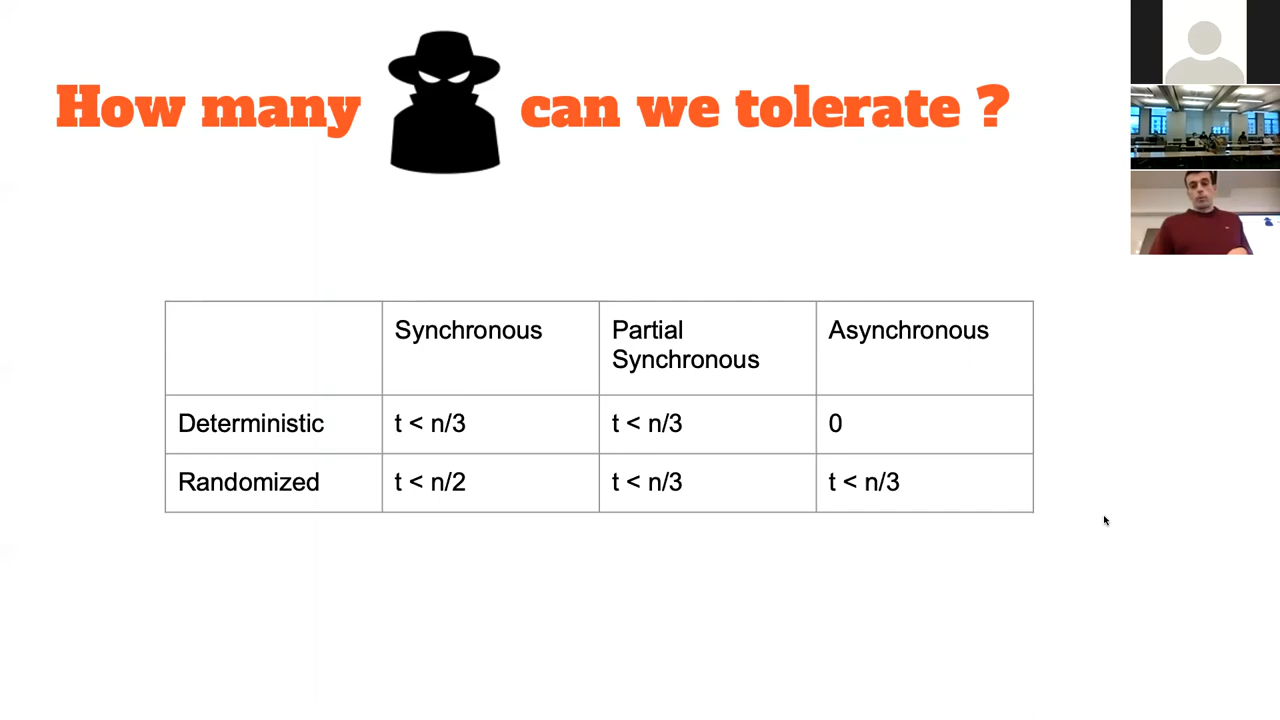 How many can we tolerate ?
Synchronous
Partial
Synchronous
Asynchronous
Deterministic
t < n/3
t < n/3
0
Randomized
t < n/2
t < n/3
t < n/3